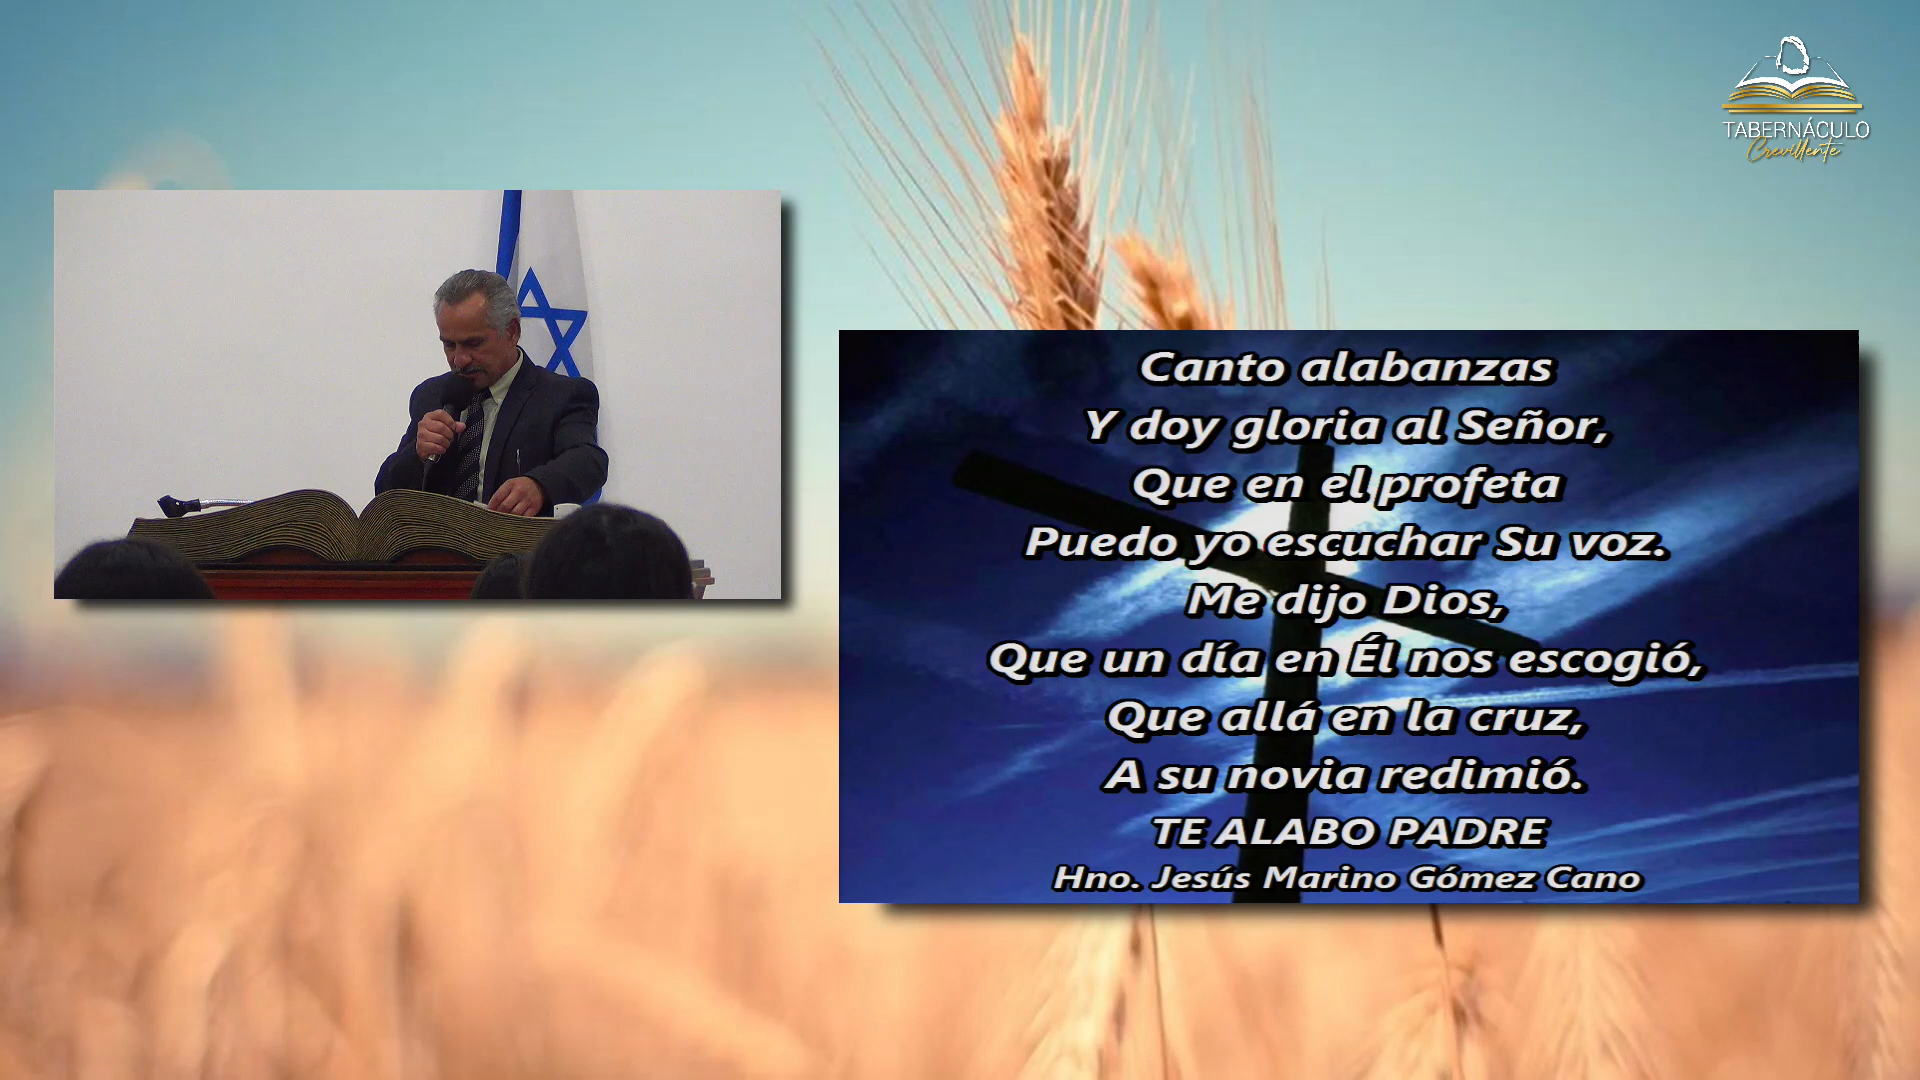 TABERNÁCULO
Crevillente
Canto alabanzas
Y doy gloria al Señor,
Que en el profeta
Puedo yo escuchar Su voz.
Me dijo Dios,
Que un día en Él nos escogió,
Que allá en la cruz,
A su novia redimió.
TE ALABO PADRE
Hno. Jesús Marino Gómez Cano